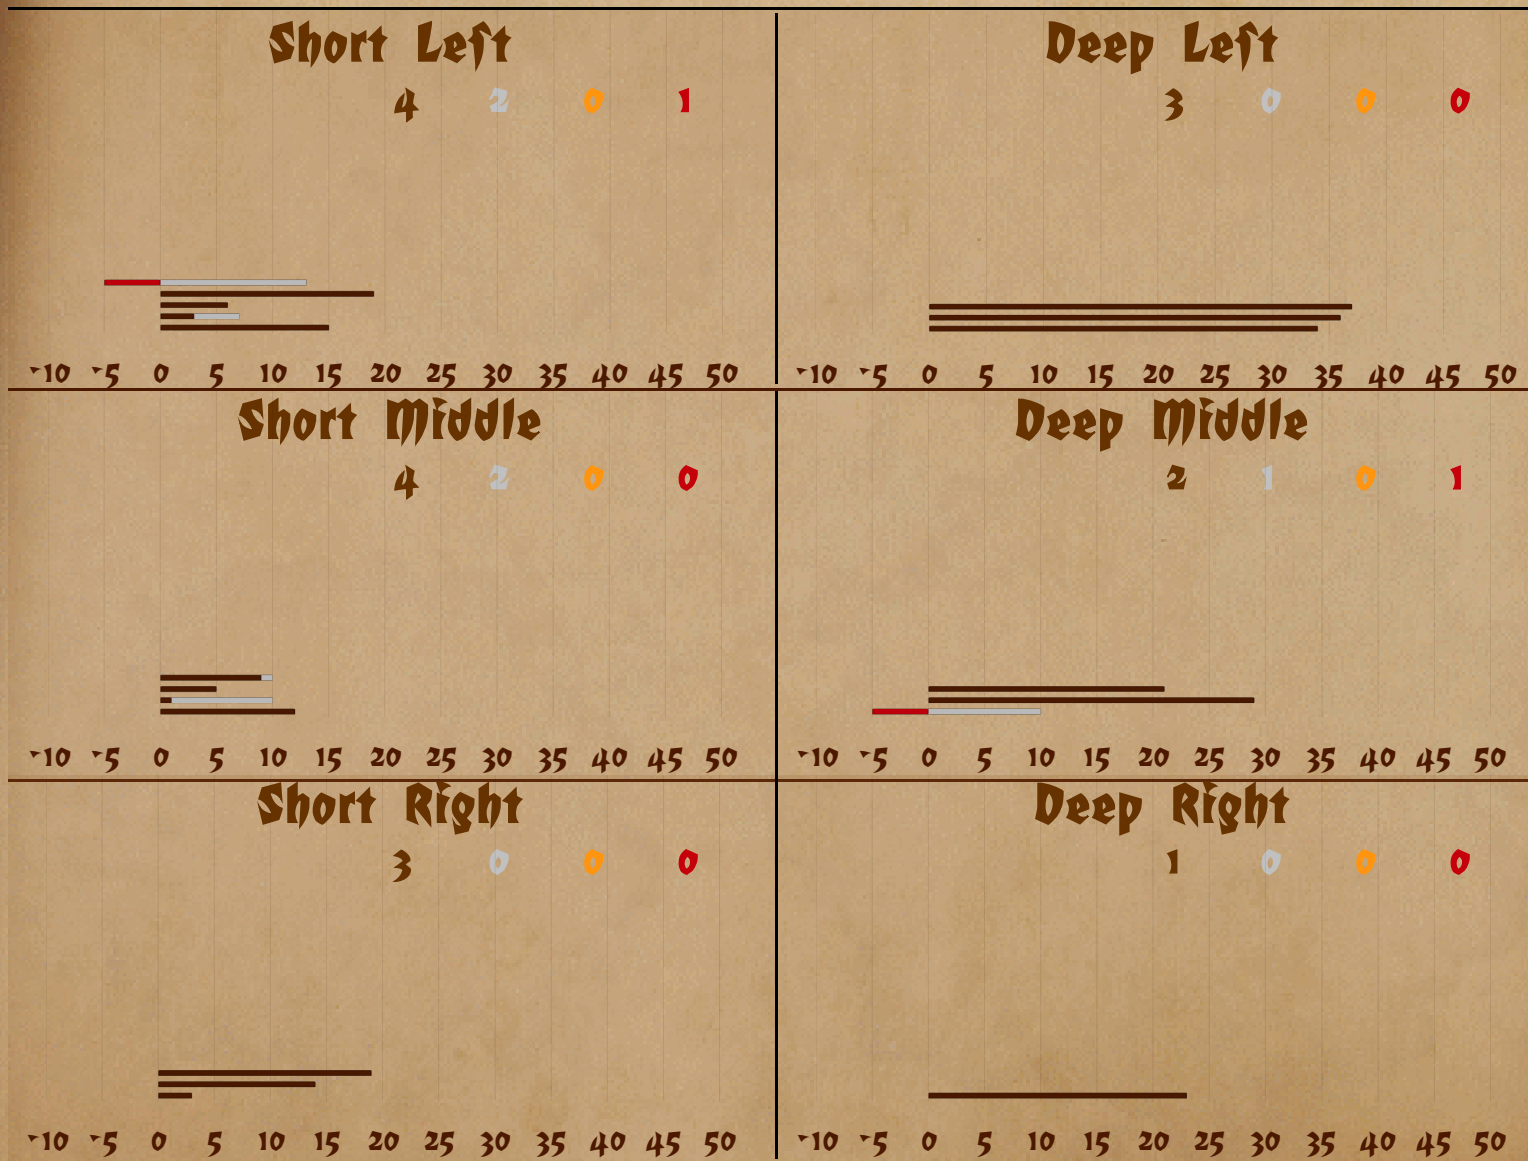 Short Left
4 2 0 1
-10 -5 0 5 10 15 20 25 30 35 40 45 50
Deep Left
3 0 0 0
-10 -5 0 5 10 15 20 25 30 35 40 45 50
Short Middle
4 2 0 0
-10 -5 0 5 10 15 20 25 30 35 40 45 50
Deep Middle
2 1 0 1
-10 -5 0 5 10 15 20 25 30 35 40 45 50
Short Right
3 0 0 0
-10 -5 0 5 10 15 20 25 30 35 40 45 50
Deep Right
1 0 0 0
-10 -5 0 5 10 15 20 25 30 35 40 45 50